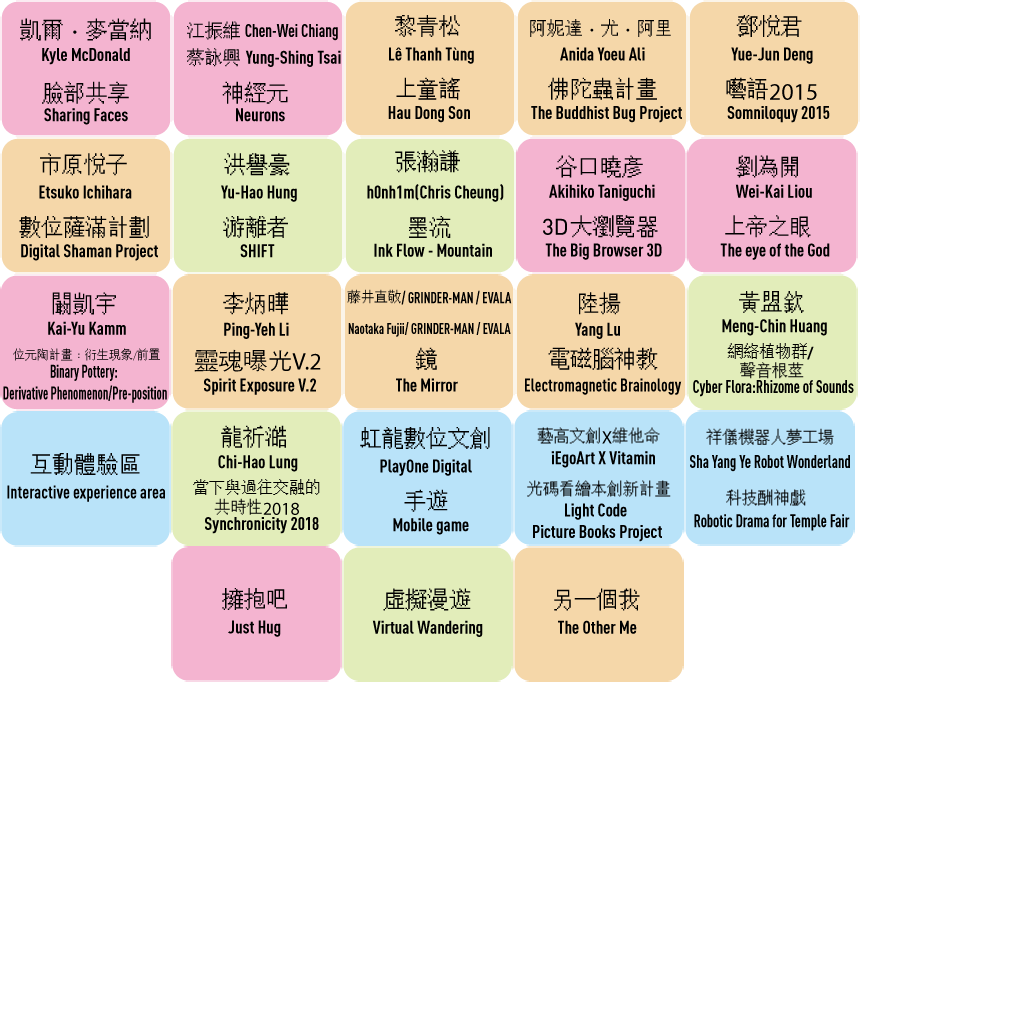 凱爾．麥當納
Kyle McDonald
臉部共享
Sharing Faces
江振維 Chen-Wei Chiang
蔡詠興 Yung-Shing Tsai
神經元
Neurons
黎青松
Lê Thanh Tùng
上童謠
Hau Dong Son
阿妮達．尤．阿里
Anida Yoeu Ali
佛陀蟲計畫
The Buddhist Bug Project
鄧悅君
Yue-Jun Deng
囈語2015
Somniloquy 2015
市原悅子
Etsuko Ichihara
數位薩滿計劃
Digital Shaman Project
洪譽豪
Yu-Hao Hung
游離者
SHIFT
張瀚謙
h0nh1m(Chris Cheung)
墨流
Ink Flow - Mountain
谷口曉彥
Akihiko Taniguchi
3D大瀏覽器
The Big Browser 3D
劉為開
Wei-Kai Liou
上帝之眼
The eye of the God
闞凱宇
Kai-Yu Kamm
位元陶計畫：衍生現象/前置
Binary Pottery:
Derivative Phenomenon/Pre-position
李炳曄
Ping-Yeh Li
靈魂曝光V.2
Spirit Exposure V.2
藤井直敬/ GRINDER-MAN / EVALA
Naotaka Fujii/ GRINDER-MAN / EVALA
鏡
The Mirror
陸揚
Yang Lu
電磁腦神教
Electromagnetic Brainology
黃盟欽
Meng-Chin Huang
網絡植物群/
聲音根莖
Cyber Flora:Rhizome of Sounds
互動體驗區
Interactive experience area
龍祈澔
Chi-Hao Lung
當下與過往交融的
共時性2018
Synchronicity 2018
虹龍數位文創
PlayOne Digital
手遊
Mobile game
藝高文創X維他命
iEgoArt X Vitamin
光碼看繪本創新計畫
Light Code
Picture Books Project
祥儀機器人夢工場
Sha Yang Ye Robot Wonderland
科技酬神戲
Robotic Drama for Temple Fair
擁抱吧
Just Hug
虛擬漫遊
Virtual Wandering
另一個我
The Other Me